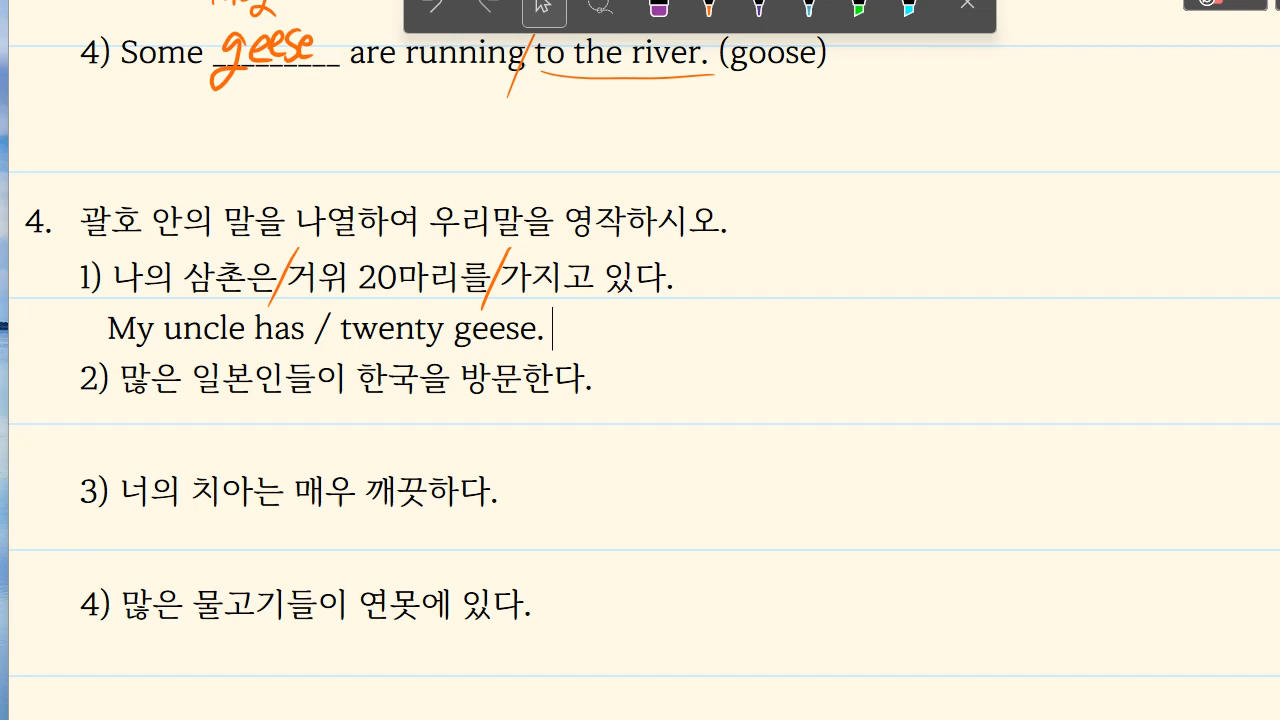 4) Some geese are running / to the river. (goose)
4. 괄호 안의 말을 나열하여 우리말을 영작하시오.
1) 나의 삼촌은 / 거위 20마리를 / 가지고 있다.
My uncle has / twenty geese.
2) 많은 일본인들이 한국을 방문한다.
3) 너의 치아는 매우 깨끗하다.
4) 많은 물고기들이 연못에 있다.